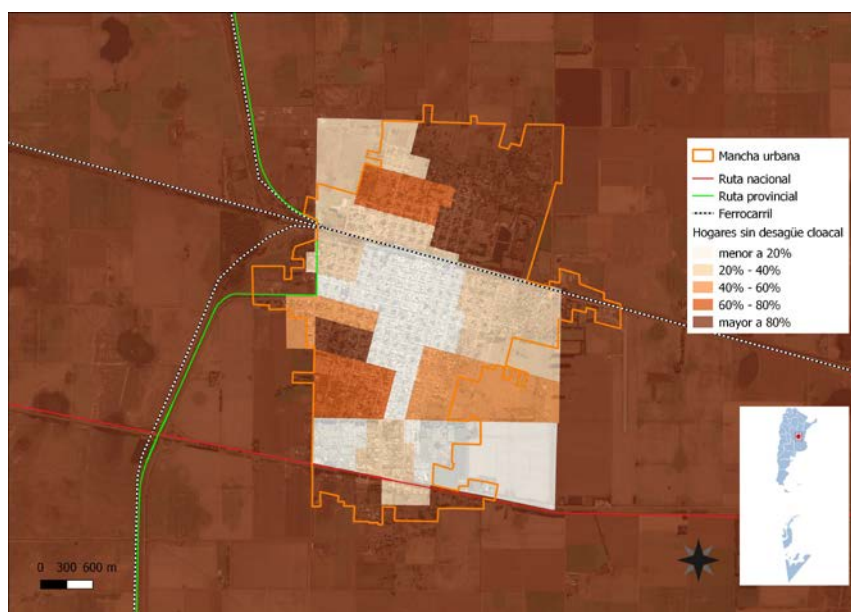 Mancha urbana
Ruta nacional
Ruta provincial
Ferrocarril
Hogares sin desagüe cloacal
menor a 20%
20% - 40%
40% - 60%
60% - 80%
mayor a 80%
0 300 600 m